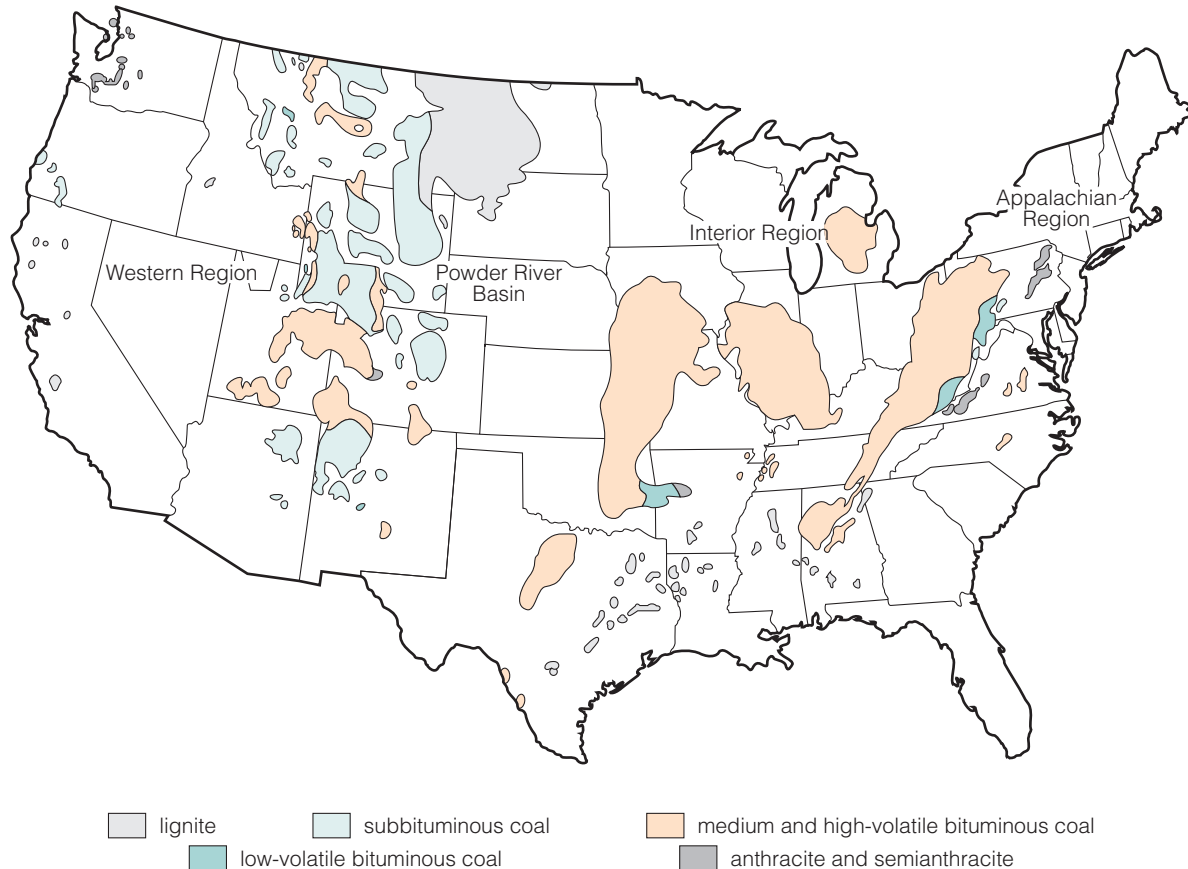 Appalachian
Region
Interior Region
Western Region
Powder River
Basin
lignite
subbituminous coal
medium and high-volatile bituminous coal
low-volatile bituminous coal
anthracite and semianthracite